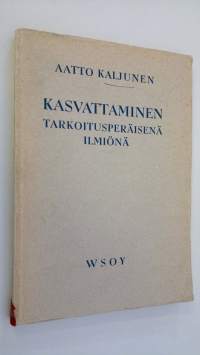 AATTO KALJUNEN
KASVATTAMINEN
TARKOITUSPERÄISENÄ
ILMIÖNÄ
WSOY